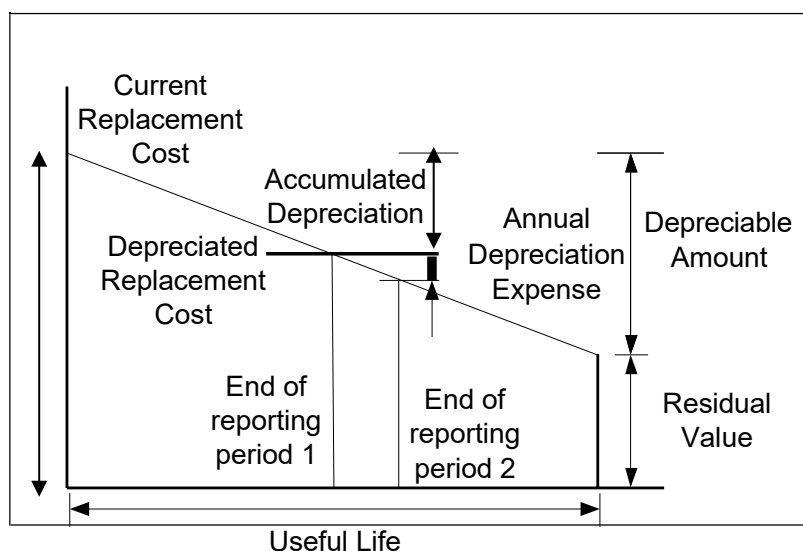 Current
Replacement
Cost
Accumulated
Depreciation
Annual
Depreciation
Expense
Depreciable
Amount
Depreciated
Replacement
Cost
End of
reporting
period 1
End of
reporting
period 2
Residual
Value
Useful Life